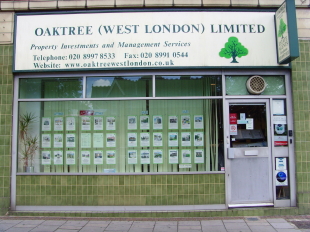 OAKTREE (WEST LONDON) LIMITED
Property Investments and Management Services
Telephone: 020 8997 8533 Fax: 020 8991 0544
Website: www.oaktreewestlondon.co.uk